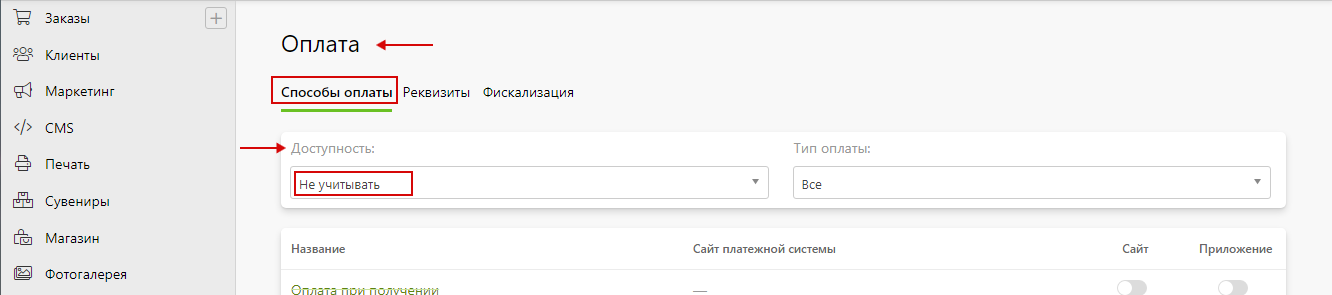 Заказы
Клиенты
Маркетинг
CMS
Печать
Сувениры
Магазин
Фотогалерея
Оплата
Способы оплаты Реквизиты Фискализация
Доступность: Тип оплаты:
Не учитывать Все
Название Сайт платежной системы Сайт Приложение
Оплата при получении —